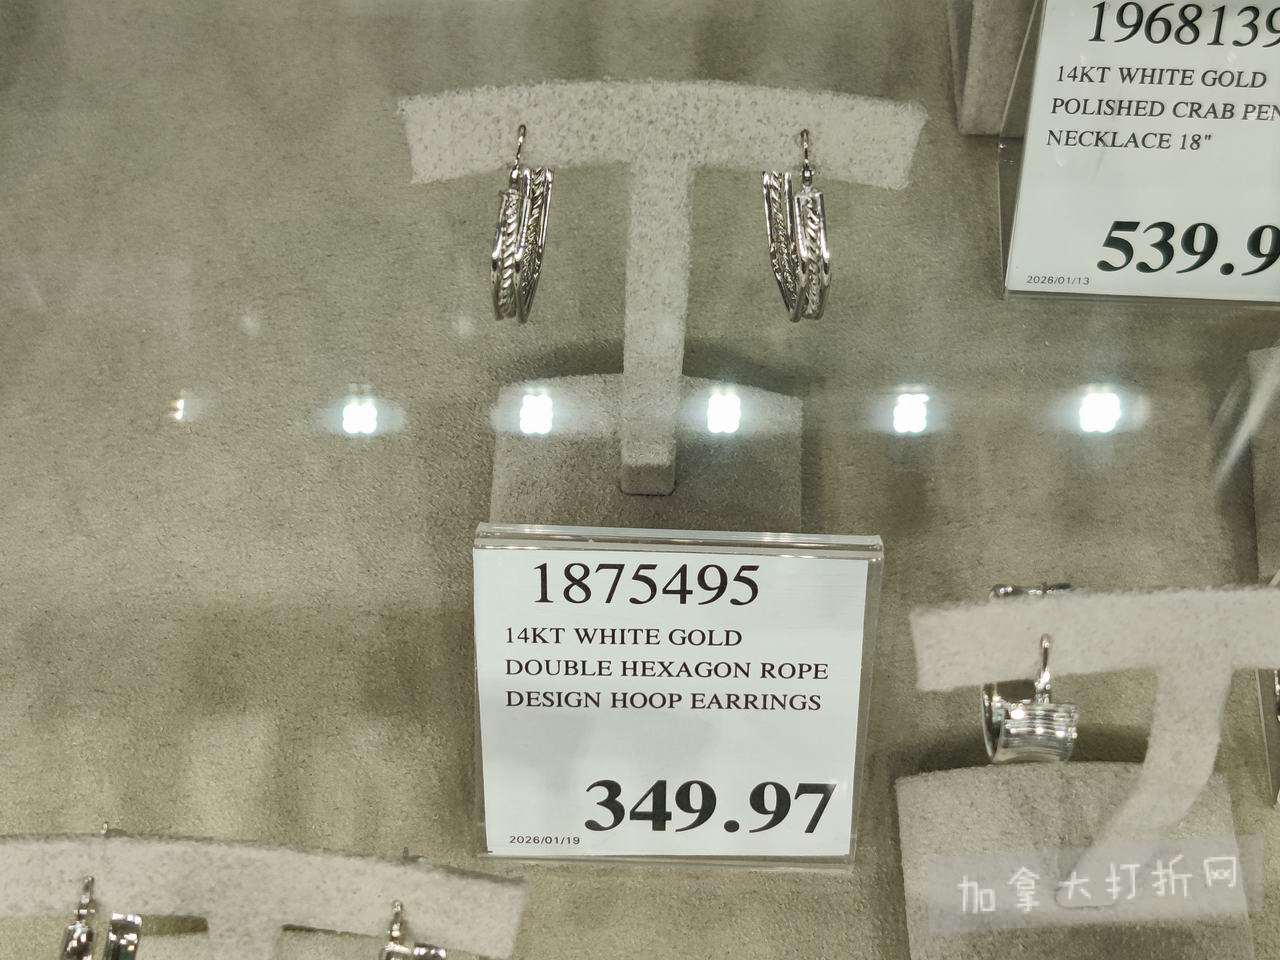 1968139
14KT WHITE GOLD
POLISHED CRAB
NECKLACE 18"
539.9
2026/01/13
1875495
14KT WHITE GOLD
DOUBLE HEXAGON ROPE
DESIGN HOOP EARRINGS
349.97
2026/01/19
加拿大打折网